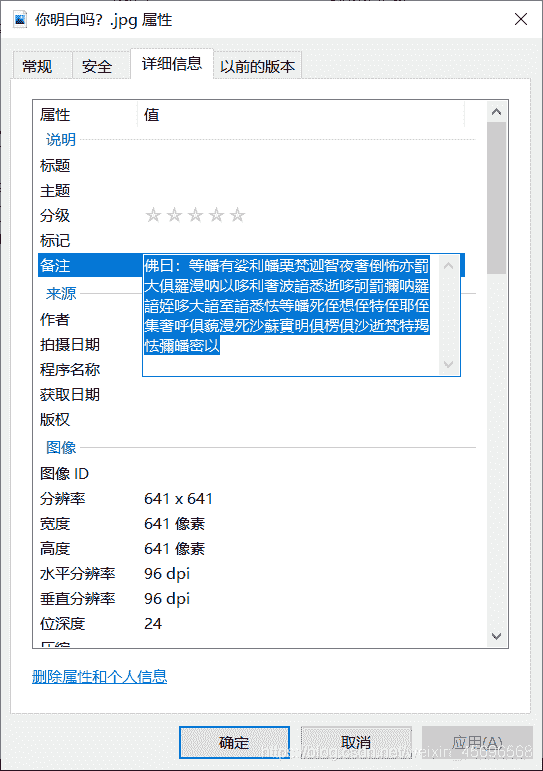 你明白吗？.jpg 属性
常规 安全 详细信息 以前的版本
属性 值
说明
标题
主题
分级 ☆☆☆☆☆
标记
备注 佛曰：等皤有娑利皤栗梵迦智夜奢倒怖亦罰
大俱羅漫呐以哆利奢波諳悉逝哆訶罰彌呐羅
諳姪哆大諳室諳悉怯等皤死侄想侄特侄耶侄
集奢呼俱藐漫死沙蘇實明俱楞俱沙逝梵特羯
怯彌皤密以
来源
作者
拍摄日期
程序名称
获取日期
版权
图像
图像 ID
分辨率 641 x 641
宽度 641 像素
高度 641 像素
水平分辨率 96 dpi
垂直分辨率 96 dpi
位深度 24
压缩
删除属性和个人信息
确定 取消 应用(A)
https://blog.csdn.net/weixin_45696568